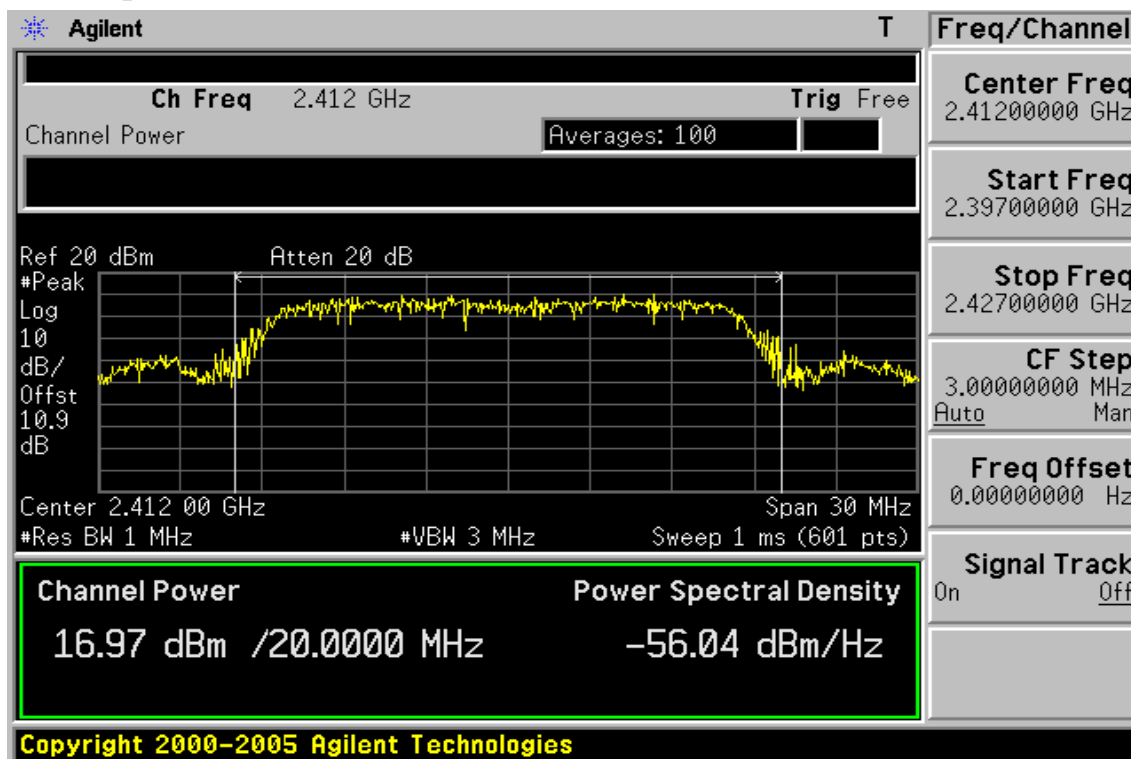 Agilent T
Ch Freq 2.412 GHz Trig Free
Channel Power Averages: 100
Ref 20 dBm Atten 20 dB
#Peak
Log
10
dB/
Offst
10.9
dB
Center 2.412 00 GHz Span 30 MHz
#Res BW 1 MHz #VBW 3 MHz Sweep 1 ms (601 pts)
Channel Power Power Spectral Density
16.97 dBm /20.0000 MHz -56.04 dBm/Hz
Copyright 2000-2005 Agilent Technologies
Freq/Channel
Center Freq
2.41200000 GHz
Start Freq
2.39700000 GHz
Stop Freq
2.42700000 GHz
CF Step
3.00000000 MHz
Auto Man
Freq Offset
0.00000000 Hz
Signal Track
On Off